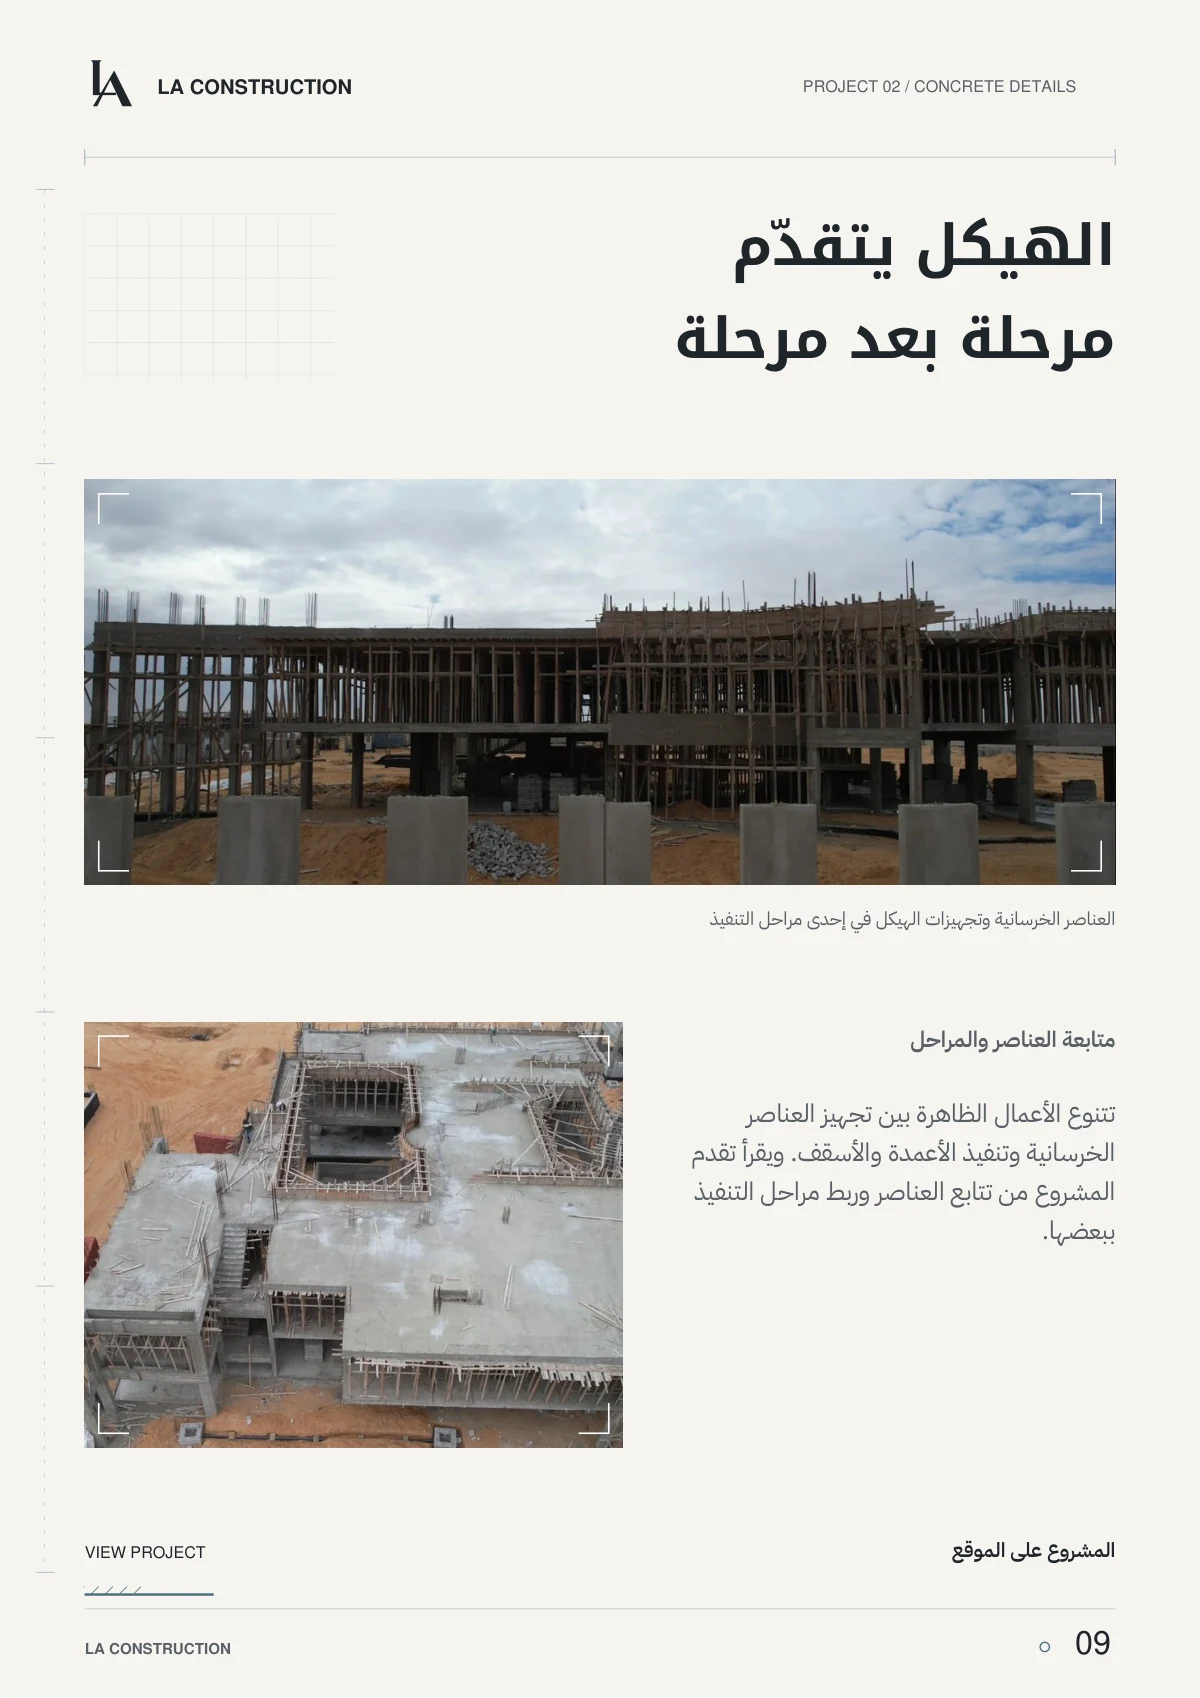 LA
LA CONSTRUCTION
PROJECT 02 / CONCRETE DETAILS
الهيكل يتقدّم
مرحلة بعد مرحلة
العناصر الخرسانية وتجهيزات الهيكل في إحدى مراحل التنفيذ
متابعة العناصر والمراحل
تتنوع الأعمال الظاهرة بين تجهيز العناصر
الخرسانية وتنفيذ الأعمدة والأسقف. ويقرأ تقدم
المشروع من تتابع العناصر وربط مراحل التنفيذ
ببعضها.
المشروع على الموقع
VIEW PROJECT
LA CONSTRUCTION
09